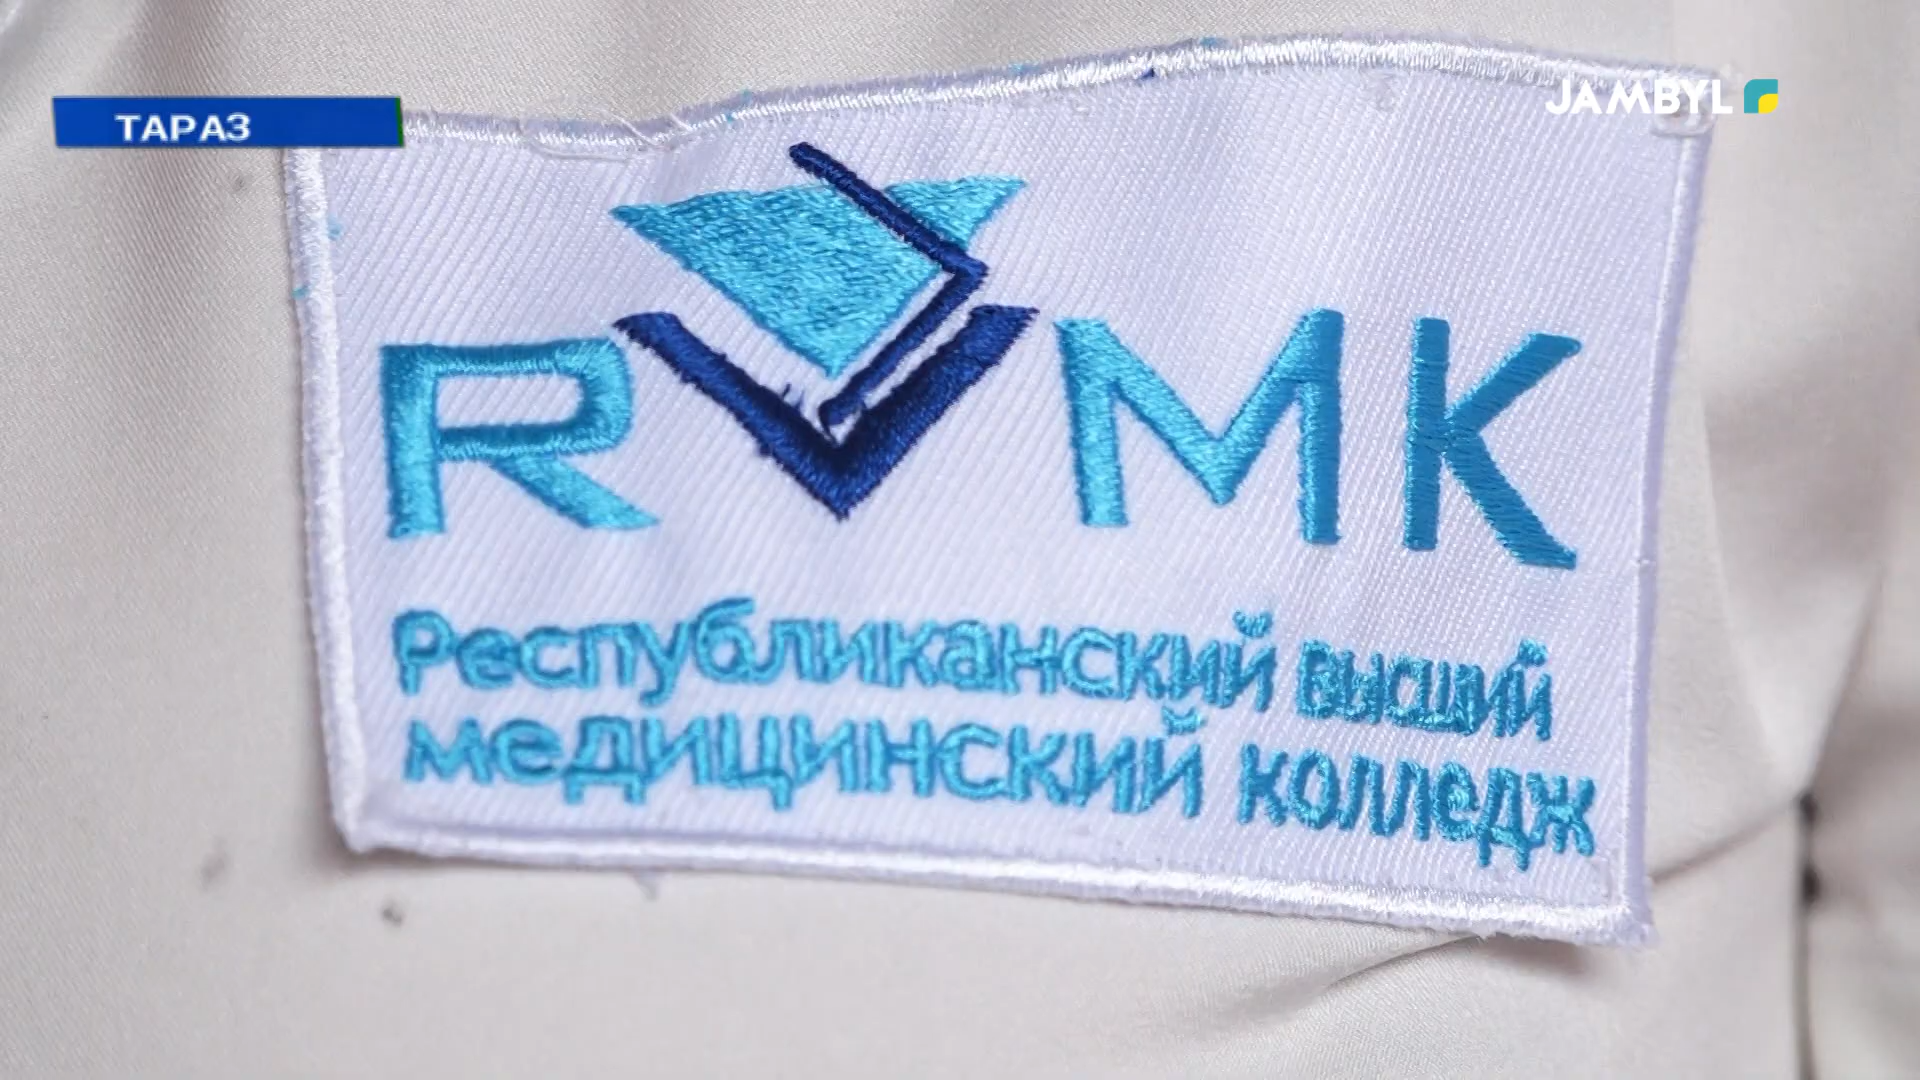 ТАРАЗ
JAMBYL
RVMK
Республиканский высший
медицинский колледж